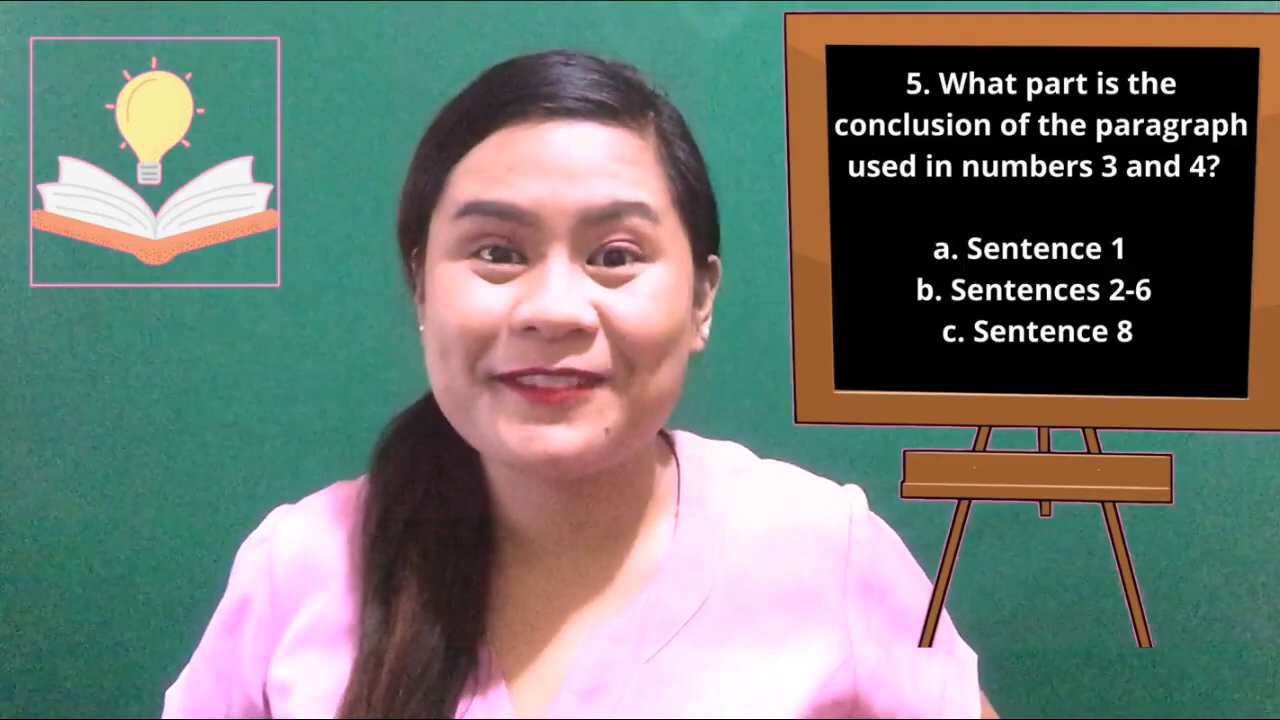 5. What part is the
conclusion of the paragraph
used in numbers 3 and 4?
a. Sentence 1
b. Sentences 2-6
c. Sentence 8